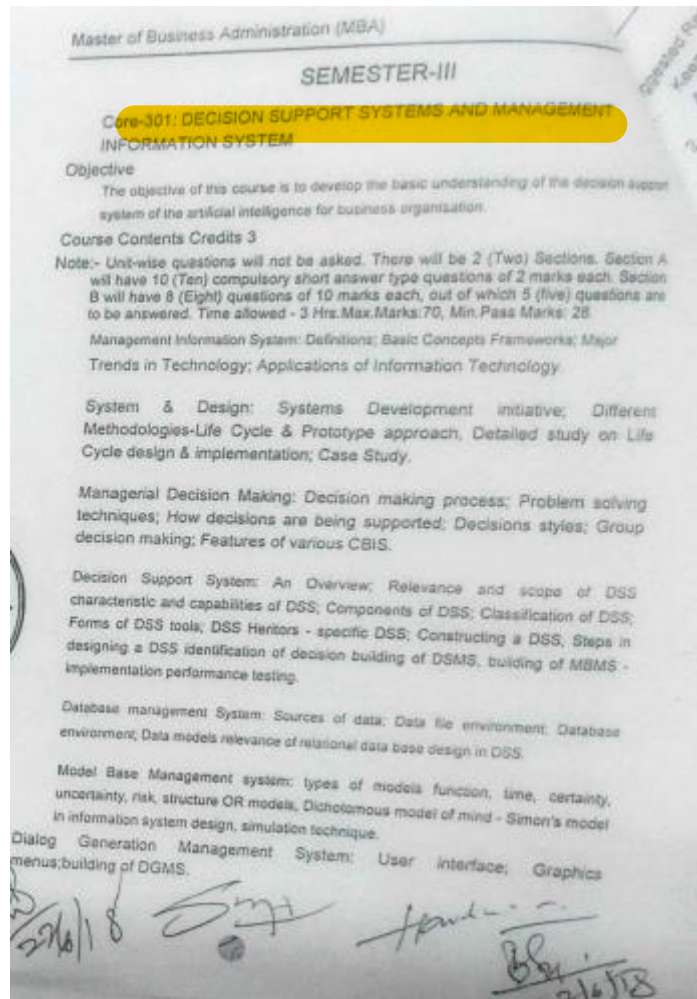 Master of Business Administration (MBA)
SEMESTER-III
Core-301: DECISION SUPPORT SYSTEMS AND MANAGEMENT
INFORMATION SYSTEM
Objective
The objective of this course is to develop the basic understanding of the decision support
system of the artificial intelligence for business organisation.
Course Contents Credits 3
Note:- Unit-wise questions will not be asked. There will be 2 (Two) Sections. Section A
will have 10 (Ten) compulsory short answer type questions of 2 marks each. Section
B will have 8 (Eight) questions of 10 marks each, out of which 5 (five) questions are
to be answered. Time allowed - 3 Hrs.Max.Marks:70, Min.Pass Marks: 28
Management Information System: Definitions; Basic Concepts Frameworks; Major
Trends in Technology; Applications of Information Technology.
System & Design: Systems Development initiative; Different
Methodologies-Life Cycle & Prototype approach, Detailed study on Life
Cycle design & implementation; Case Study.
Managerial Decision Making: Decision making process; Problem solving
techniques; How decisions are being supported; Decisions styles; Group
decision making; Features of various CBIS.
Decision Support System: An Overview; Relevance and scope of DSS
characteristic and capabilities of DSS; Components of DSS; Classification of DSS;
Forms of DSS tools; DSS Heritors - specific DSS; Constructing a DSS, Steps in
designing a DSS identification of decision building of DSMS, building of MBMS -
implementation performance testing.
Database management System: Sources of data; Data file environment; Database
environment; Data models relevance of relational data base design in DSS.
Model Base Management system: types of models function, time, certainty,
uncertainty, risk, structure OR models, Dichotomous model of mind - Simon's model
in information system design, simulation technique.
Dialog Generation Management System: User interface; Graphics
menus;building of DGMS.